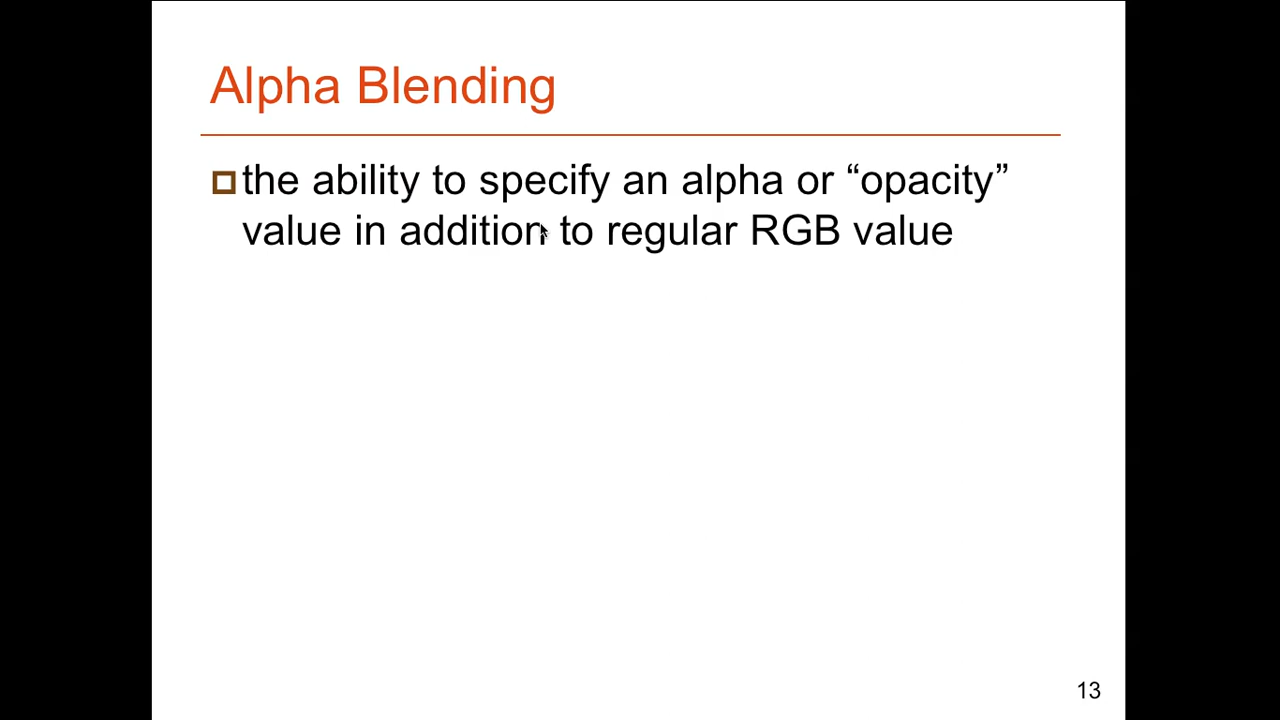 Alpha Blending
the ability to specify an alpha or “opacity”
value in addition to regular RGB value
13